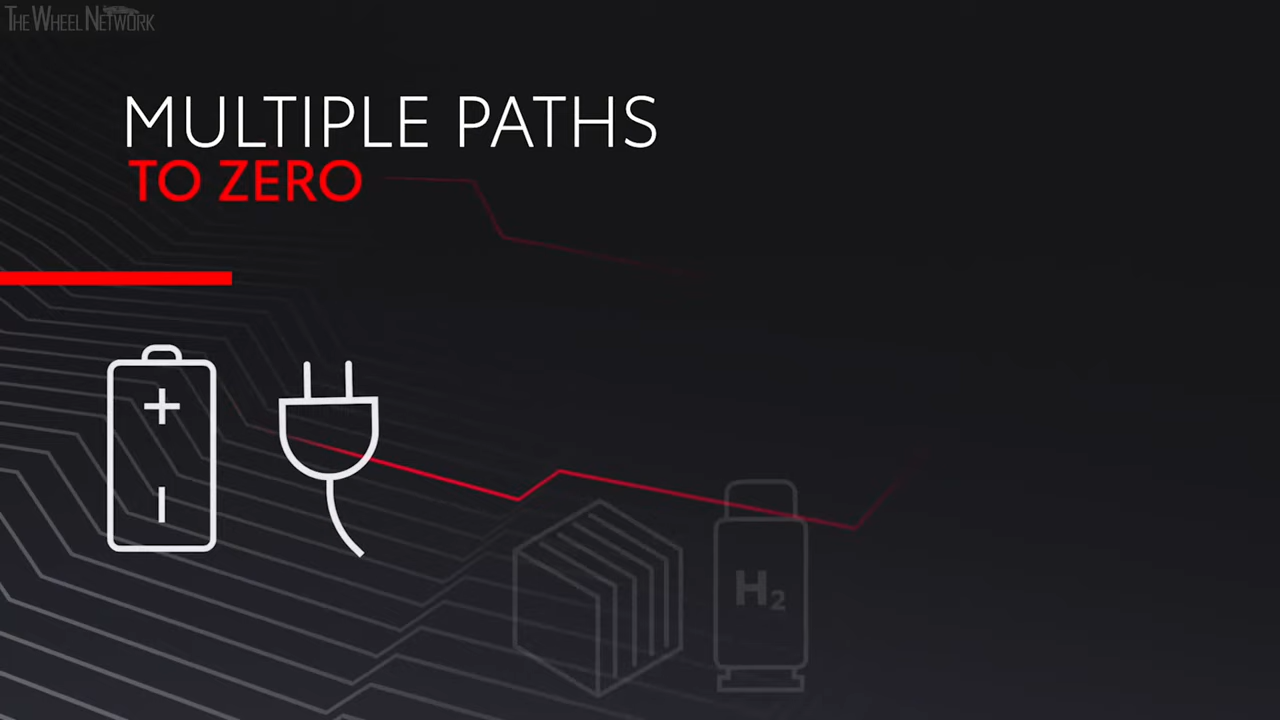 THE WHEEL NETWORK
MULTIPLE PATHS
TO ZERO
+
-
H₂